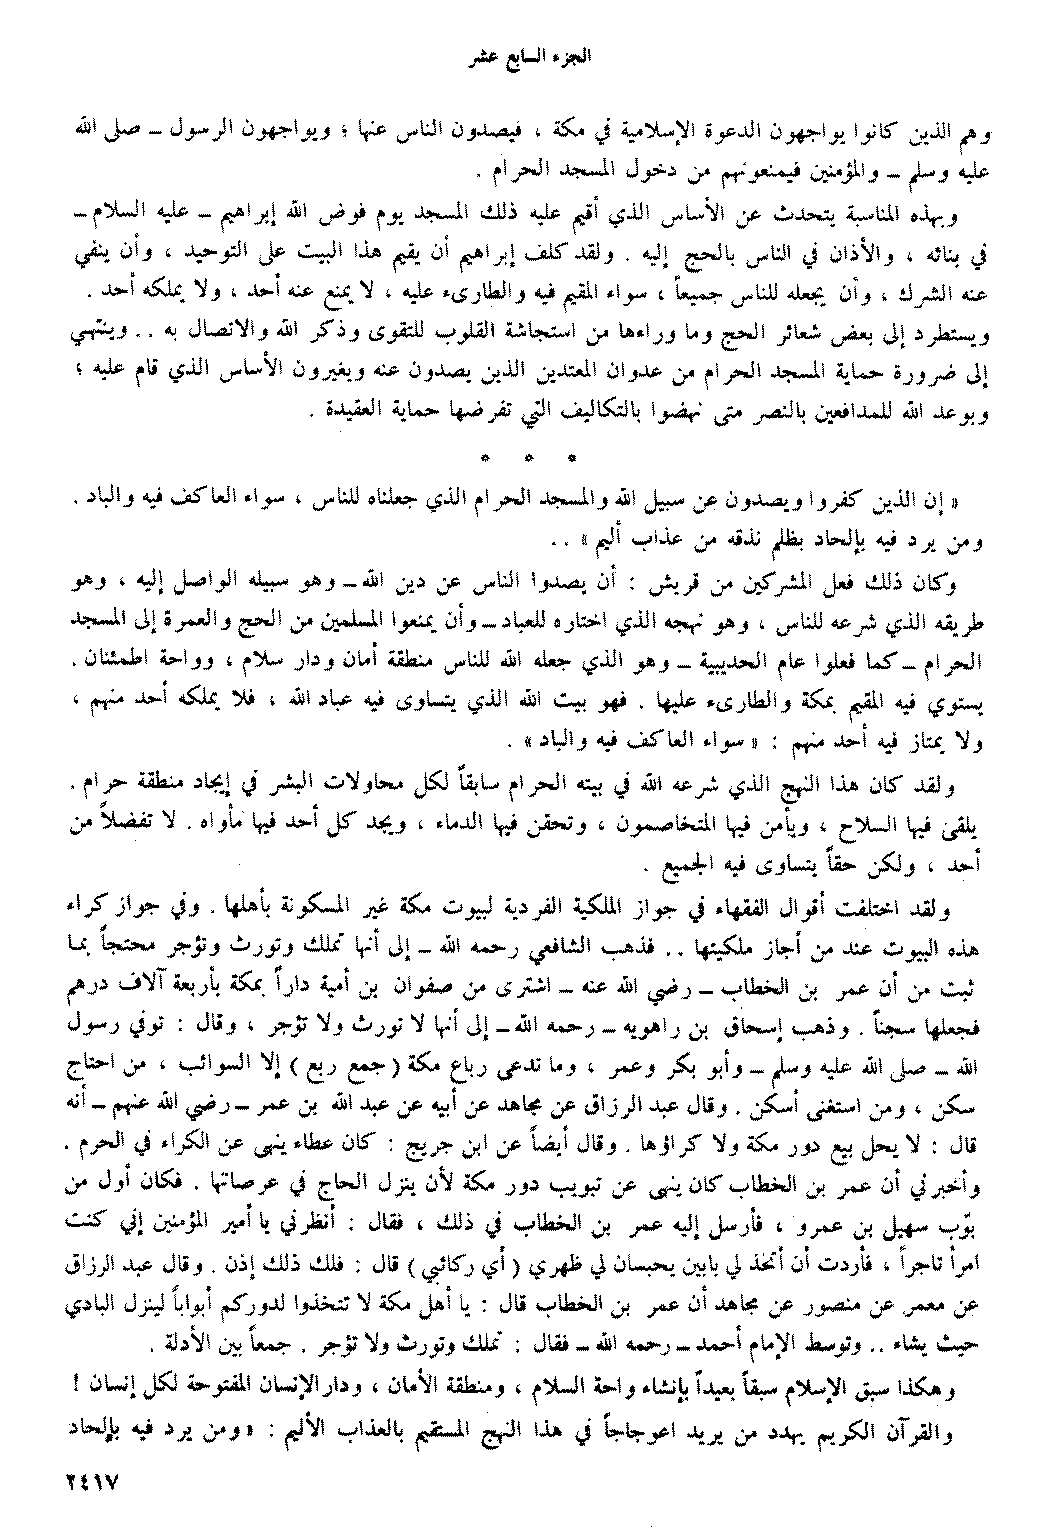 الجزء السابع عشر
وهم الذين كانوا يواجهون الدعوة الإسلامية في مكة ، فيصدون الناس عنها ؛ ويواجهون الرسول – صلى الله
عليه وسلم – والمؤمنين فيمنعونهم من دخول المسجد الحرام .
وبهذه المناسبة يتحدث عن الأساس الذي أقيم عليه ذلك المسجد يوم فوض الله إبراهيم – عليه السلام –
في بنائه ، والأذان في الناس بالحج إليه . ولقد كلف إبراهيم أن يقيم هذا البيت على التوحيد ، وأن ينفي
عنه الشرك ، وأن يجعله للناس جميعاً ، سواء المقيم فيه والطارىء عليه ، لا يمنع عنه أحد ، ولا يملكه أحد .
ويستطرد إلى بعض شعائر الحج وما وراءها من استجاشة القلوب للتقوى وذكر الله والاتصال به .. وينتهي
إلى ضرورة حماية المسجد الحرام من عدوان المعتدين الذين يصدون عنه ويغيرون الأساس الذي قام عليه ؛
وبوعد الله للمدافعين بالنصر متى نهضوا بالتكاليف التي تفرضها حماية العقيدة .
* * *
« إن الذين كفروا ويصدون عن سبيل الله والمسجد الحرام الذي جعلناه للناس ، سواء العاكف فيه والباد .
ومن يرد فيه بإلحاد بظلم نذقه من عذاب أليم » ..
وكان ذلك فعل المشركين من قريش : أن يصدوا الناس عن دين الله – وهو سبيله الواصل إليه ، وهو
طريقه الذي شرعه للناس ، وهو نهجه الذي اختاره للعباد – وأن يمنعوا المسلمين من الحج والعمرة إلى المسجد
الحرام – كما فعلوا عام الحديبية – وهو الذي جعله الله للناس منطقة أمان ودار سلام ، وواحة اطمئنان .
يستوي فيه المقيم بمكة والطارىء عليها . فهو بيت الله الذي يتساوى فيه عباد الله ، فلا يملكه أحد منهم ،
ولا يمتاز فيه أحد منهم : « سواء العاكف فيه والباد » .
ولقد كان هذا النهج الذي شرعه الله في بيته الحرام سابقاً لكل محاولات البشر في إيجاد منطقة حرام .
يلقى فيها السلاح ، ويأمن فيها المتخاصمون ، وتحقن فيها الدماء ، ويجد كل أحد فيها مأواه . لا تفضلاً من
أحد ، ولكن حقاً يتساوى فيه الجميع .
ولقد اختلفت أقوال الفقهاء في جواز الملكية الفردية لبيوت مكة غير المسكونة بأهلها . وفي جواز كراء
هذه البيوت عند من أجاز ملكيتها .. فذهب الشافعي رحمه الله – إلى أنها تملك وتورث وتؤجر محتجاً بما
ثبت من أن عمر بن الخطاب – رضي الله عنه – اشترى من صفوان بن أمية داراً بمكة بأربعة آلاف درهم
فجعلها سجناً . وذهب إسحاق بن راهويه – رحمه الله – إلى أنها لا تورث ولا تؤجر ، وقال : توفي رسول
الله – صلى الله عليه وسلم – وأبو بكر وعمر ، وما تدعى رباع مكة ( جمع ربع ) إلا السوائب ، من احتاج
سكن ، ومن استغنى أسكن . وقال عبد الرزاق عن مجاهد عن أبيه عن عبد الله بن عمر – رضي الله عنهم – أنه
قال : لا يحل بيع دور مكة ولا كراؤها . وقال أيضاً عن ابن جريج : كان عطاء ينهى عن الكراء في الحرم .
وأخبرني أن عمر بن الخطاب كان ينهى عن تبويب دور مكة لأن ينزل الحاج في عرصاتها . فكان أول من
بوّب سهيل بن عمرو ، فأرسل إليه عمر بن الخطاب في ذلك ، فقال : أنظرني يا أمير المؤمنين إني كنت
امرأ تاجراً ، فأردت أن أتخذ لي بابين يحبسان لي ظهري ( أي ركائبي ) قال : فلك ذلك إذن . وقال عبد الرزاق
عن معمر عن منصور عن مجاهد أن عمر بن الخطاب قال : يا أهل مكة لا تتخذوا لدوركم أبواباً لينزل البادي
حيث يشاء .. وتوسط الإمام أحمد – رحمه الله – فقال : تملك وتورث ولا تؤجر . جمعاً بين الأدلة .
وهكذا سبق الإسلام سبقاً بعيداً بإنشاء واحة السلام ، ومنطقة الأمان ، ودار الإنسان المفتوحة لكل إنسان !
والقرآن الكريم يهدد من يريد اعوجاجاً في هذا النهج المستقيم بالعذاب الأليم : « ومن يرد فيه بإلحاد
٢٤١٧